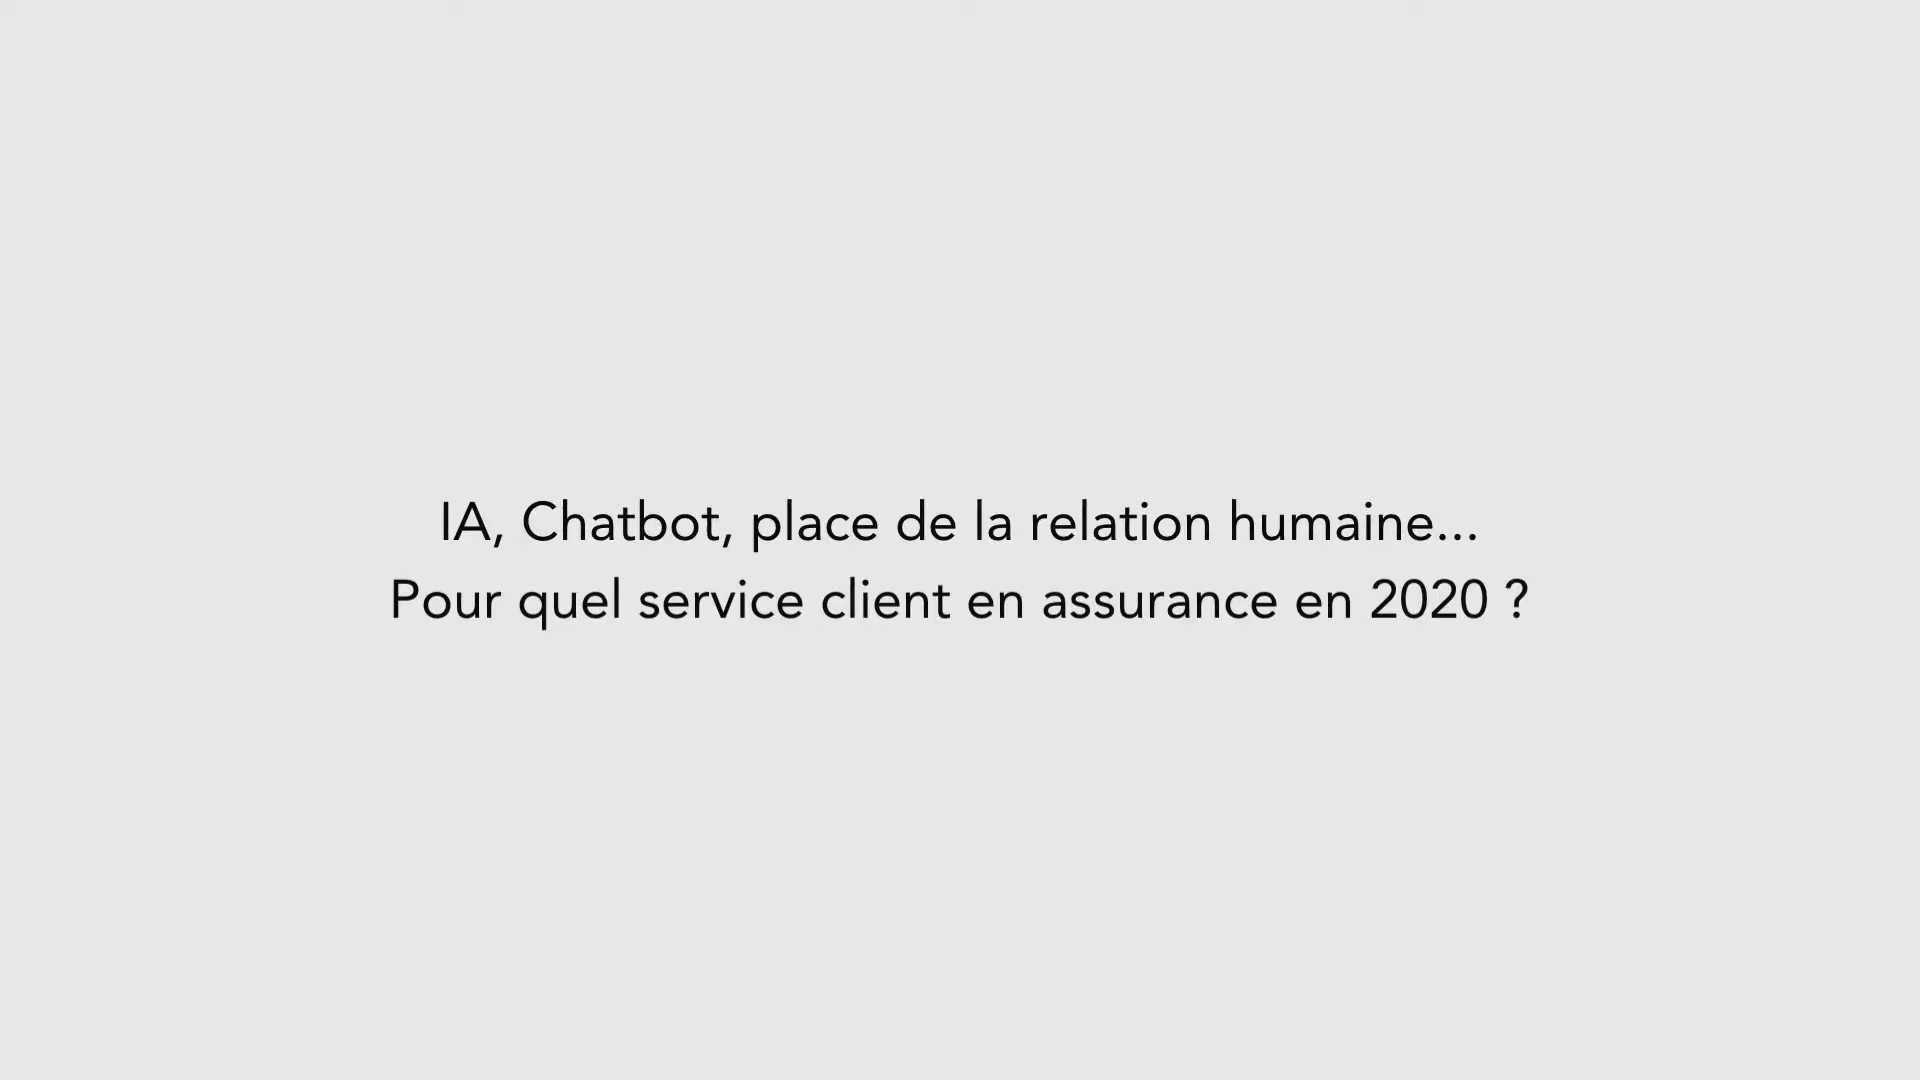 IA, Chatbot, place de la relation humaine...
Pour quel service client en assurance en 2020 ?